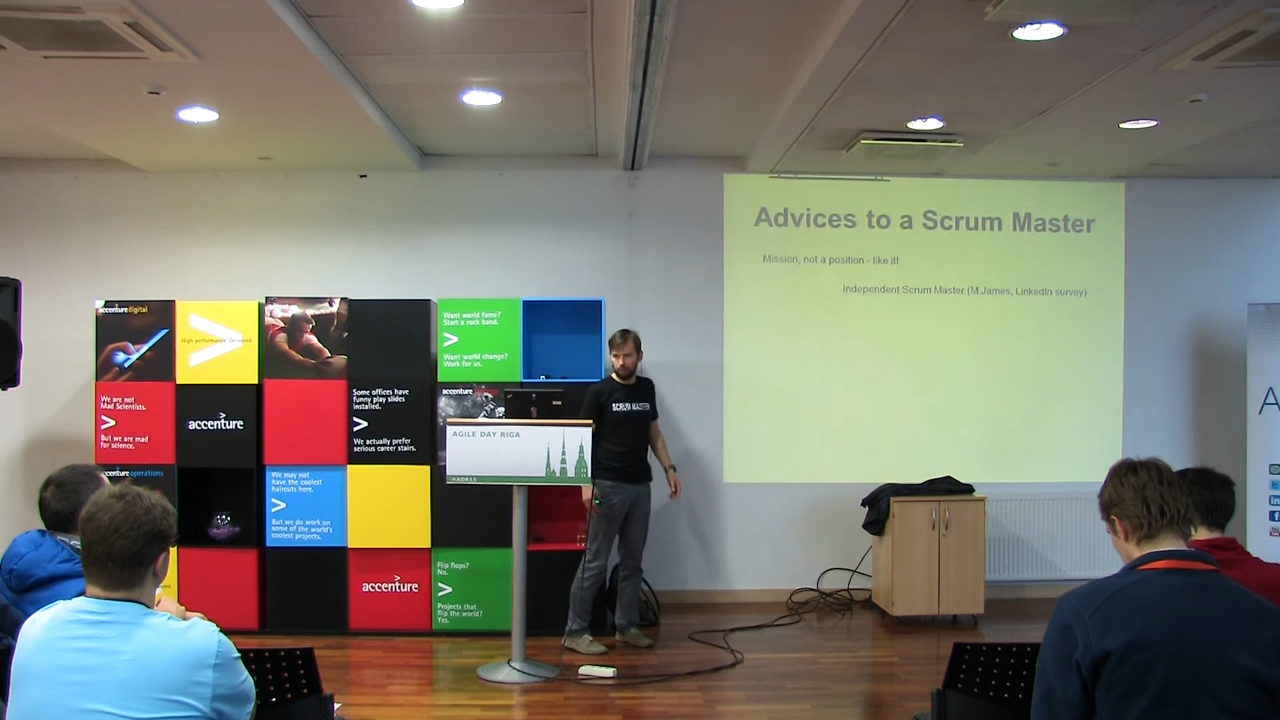 Advices to a Scrum Master
Mission, not a position - like it!
Independent Scrum Master (M.James, LinkedIn survey)
accenture digital
High performance. Delivered.
Want world fame?
Start a rock band.
>
Want world change?
Work for us.
We are not
Mad Scientists.
>
But we are mad
for science.
accenture
Some offices have
funny play slides
installed.
>
We actually prefer
serious career stairs.
accenture
SCRUM MASTER
AGILE DAY RIGA
#ADR15
accenture operations
We may not
have the coolest
haircuts here.
>
But we do work on
some of the world's
coolest projects.
accenture
Flip flops?
No.
>
Projects that
flip the world?
Yes.
A